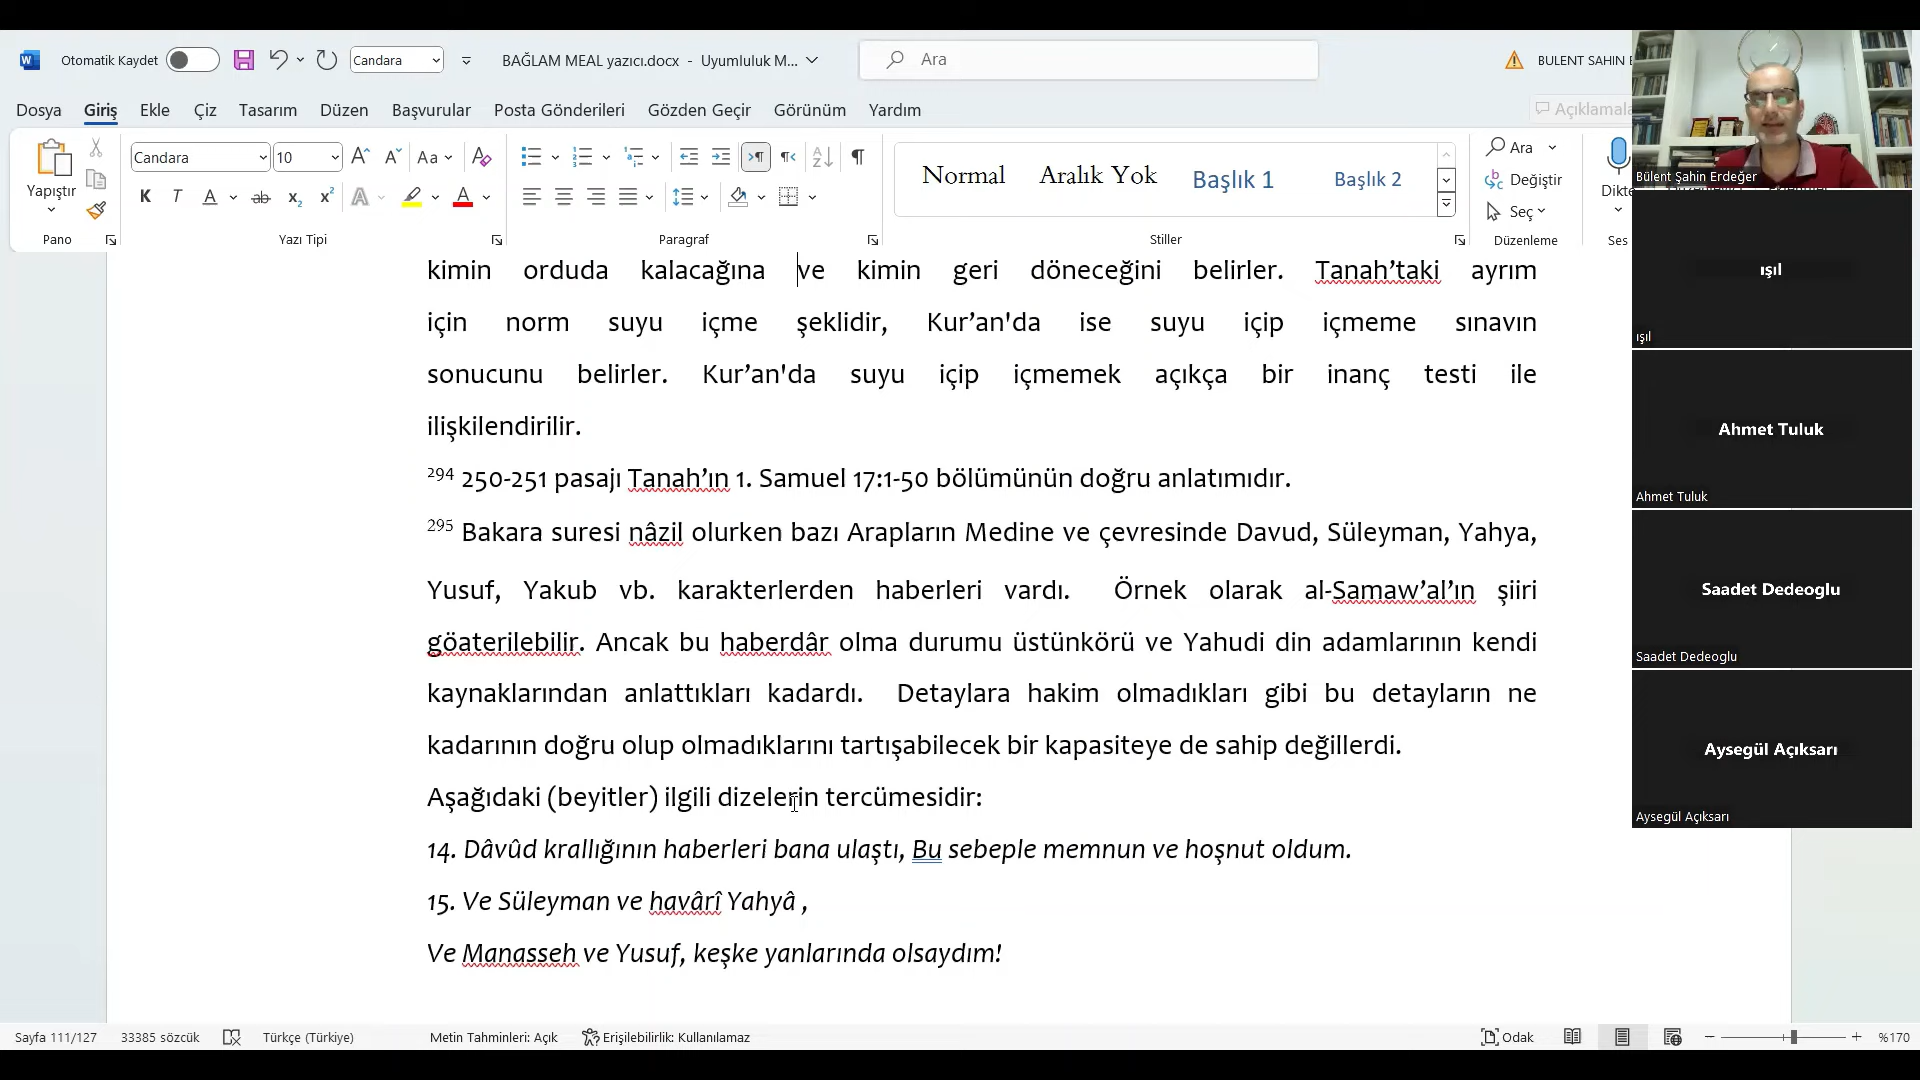 Otomatik Kaydet
Candara
BAĞLAM MEAL yazıcı.docx - Uyumluluk M...
Ara
BULENT SAHIN E
Dosya Giriş Ekle Çiz Tasarım Düzen Başvurular Posta Gönderileri Gözden Geçir Görünüm Yardım
Açıklamala
Yapıştır
Pano
Candara 10
Aa
K T A ab x₂ x²
Yazı Tipi
Paragraf
Normal Aralık Yok Başlık 1 Başlık 2
Stiller
Ara
Değiştir
Seç
Düzenleme
Dikte
Ses
kimin orduda kalacağına ve kimin geri döneceğini belirler. Tanah’taki ayrım
için norm suyu içme şeklidir, Kur’an'da ise suyu içip içmeme sınavın
sonucunu belirler. Kur’an'da suyu içip içmemek açıkça bir inanç testi ile
ilişkilendirilir.
294 250-251 pasajı Tanah’ın 1. Samuel 17:1-50 bölümünün doğru anlatımıdır.
295 Bakara suresi nâzil olurken bazı Arapların Medine ve çevresinde Davud, Süleyman, Yahya,
Yusuf, Yakub vb. karakterlerden haberleri vardı. Örnek olarak al-Samaw’al’ın şiiri
göaterilebilir. Ancak bu haberdâr olma durumu üstünkörü ve Yahudi din adamlarının kendi
kaynaklarından anlattıkları kadardı. Detaylara hakim olmadıkları gibi bu detayların ne
kadarının doğru olup olmadıklarını tartışabilecek bir kapasiteye de sahip değillerdi.
Aşağıdaki (beyitler) ilgili dizelerin tercümesidir:
14. Dâvûd krallığının haberleri bana ulaştı, Bu sebeple memnun ve hoşnut oldum.
15. Ve Süleyman ve havârî Yahyâ ,
Ve Manasseh ve Yusuf, keşke yanlarında olsaydım!
Bülent Şahin Erdeğer
ışıl
ışıl
Ahmet Tuluk
Ahmet Tuluk
Saadet Dedeoglu
Saadet Dedeoglu
Aysegül Açıksarı
Aysegül Açıksarı
Sayfa 111/127 33385 sözcük Türkçe (Türkiye) Metin Tahminleri: Açık Erişilebilirlik: Kullanılamaz Odak %170